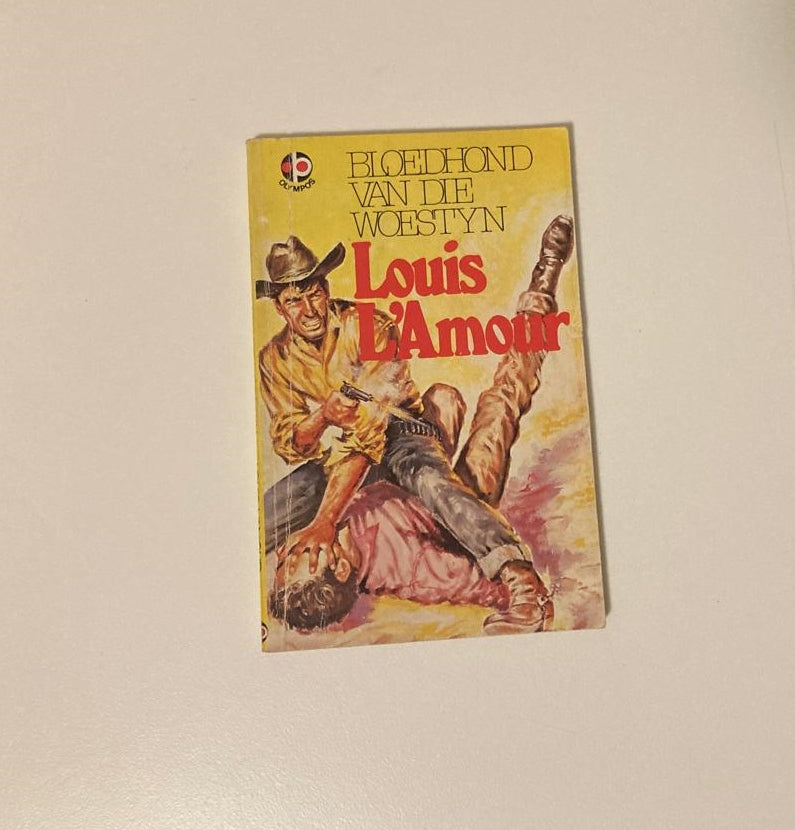 OLYMPOS
BLOEDHOND
VAN DIE
WOESTYN
Louis
L'Amour